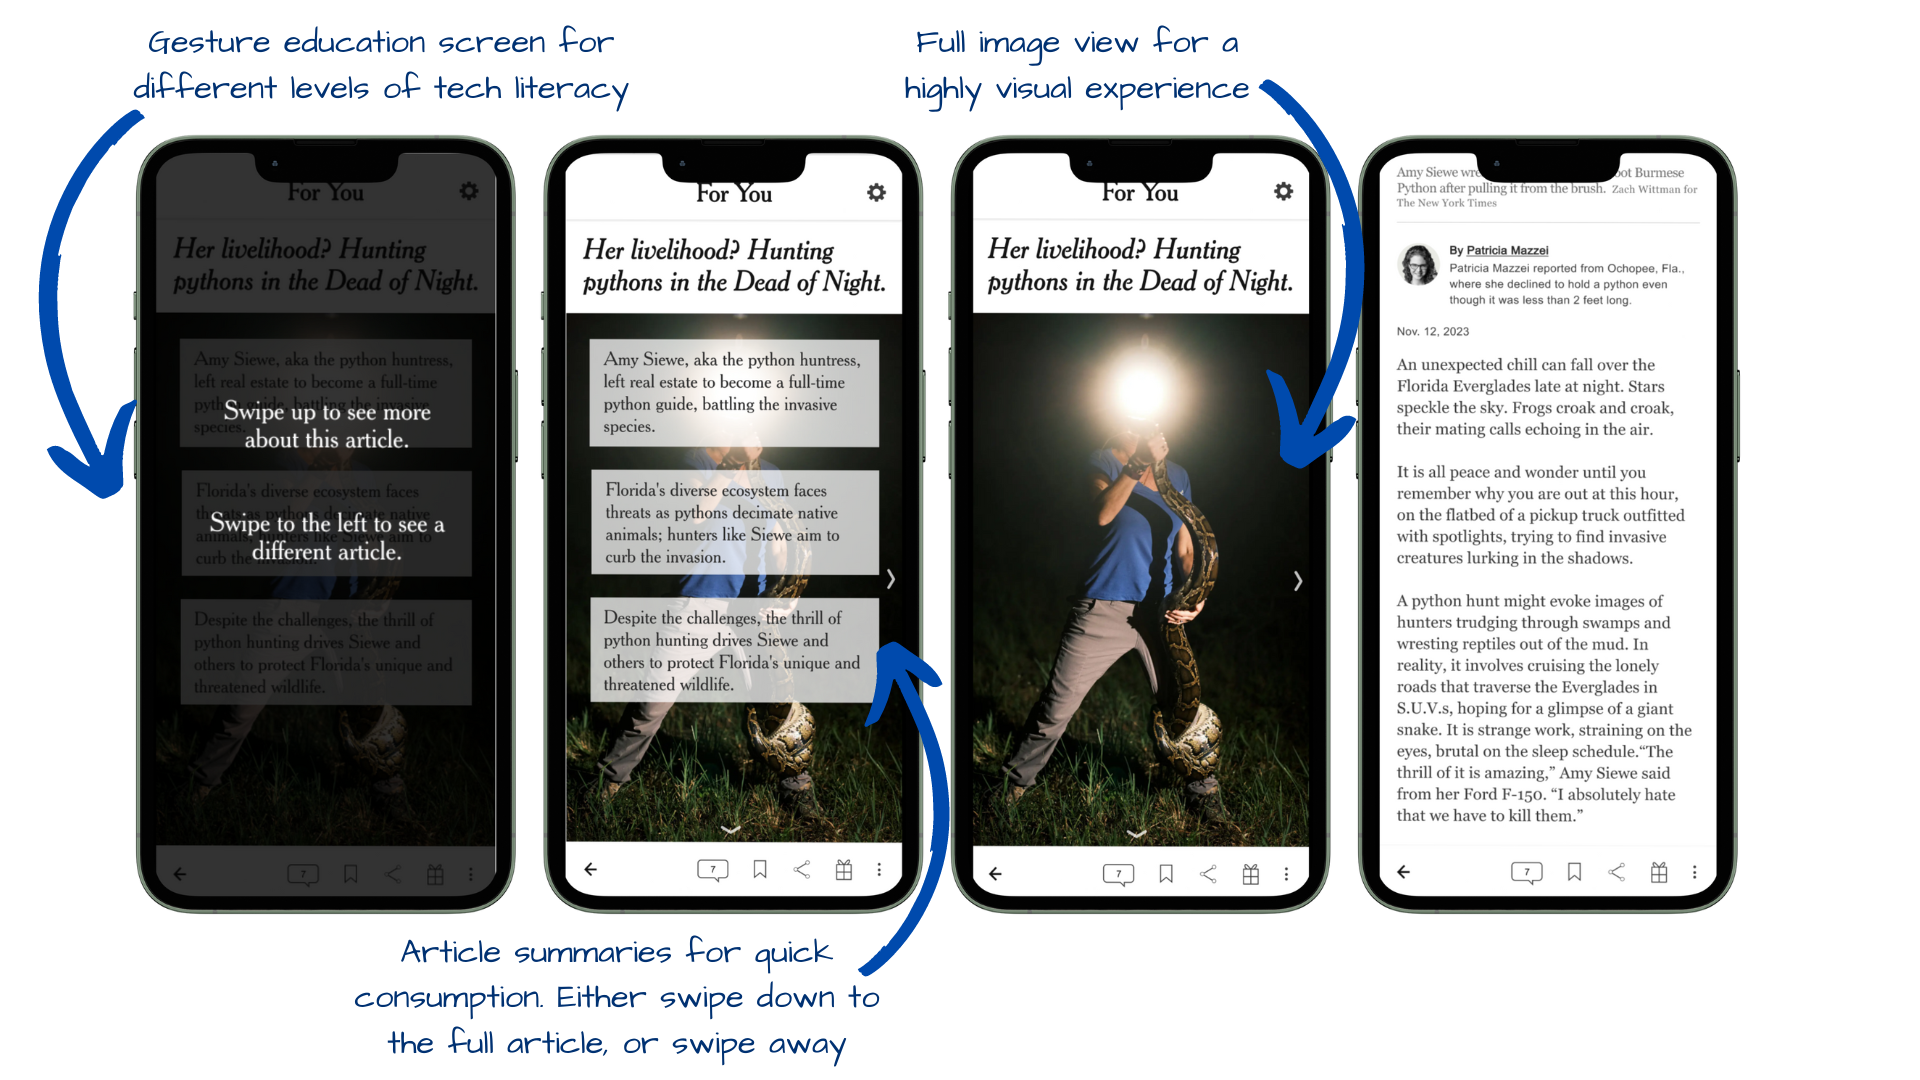 Gesture education screen for
different levels of tech literacy
Full image view for a
highly visual experience
For You
Her livelihood? Hunting
pythons in the Dead of Night.
Amy Siewe, aka the python huntress,
left real estate to become a full-time
python guide, battling the invasive
species.
Swipe up to see more
about this article.
Florida's diverse ecosystem faces
threats as pythons decimate native
animals; hunters like Siewe aim to
curb the invasion.
Swipe to the left to see a
different article.
Despite the challenges, the thrill of
python hunting drives Siewe and
others to protect Florida's unique and
threatened wildlife.
7
For You
Her livelihood? Hunting
pythons in the Dead of Night.
Amy Siewe, aka the python huntress,
left real estate to become a full-time
python guide, battling the invasive
species.
Florida's diverse ecosystem faces
threats as pythons decimate native
animals; hunters like Siewe aim to
curb the invasion.
Despite the challenges, the thrill of
python hunting drives Siewe and
others to protect Florida's unique and
threatened wildlife.
7
For You
Her livelihood? Hunting
pythons in the Dead of Night.
7
Amy Siewe Burmese
Python after pulling it from the brush. Zach Wittman for
The New York Times
By Patricia Mazzei
Patricia Mazzei reported from Ochopee, Fla.,
where she declined to hold a python even
though it was less than 2 feet long.
Nov. 12, 2023
An unexpected chill can fall over the
Florida Everglades late at night. Stars
speckle the sky. Frogs croak and croak,
their mating calls echoing in the air.
It is all peace and wonder until you
remember why you are out at this hour,
on the flatbed of a pickup truck outfitted
with spotlights, trying to find invasive
creatures lurking in the shadows.
A python hunt might evoke images of
hunters trudging through swamps and
wresting reptiles out of the mud. In
reality, it involves cruising the lonely
roads that traverse the Everglades in
S.U.V.s, hoping for a glimpse of a giant
snake. It is strange work, straining on the
eyes, brutal on the sleep schedule.“The
thrill of it is amazing,” Amy Siewe said
from her Ford F-150. “I absolutely hate
that we have to kill them.”
7
Article summaries for quick
consumption. Either swipe down to
the full article, or swipe away